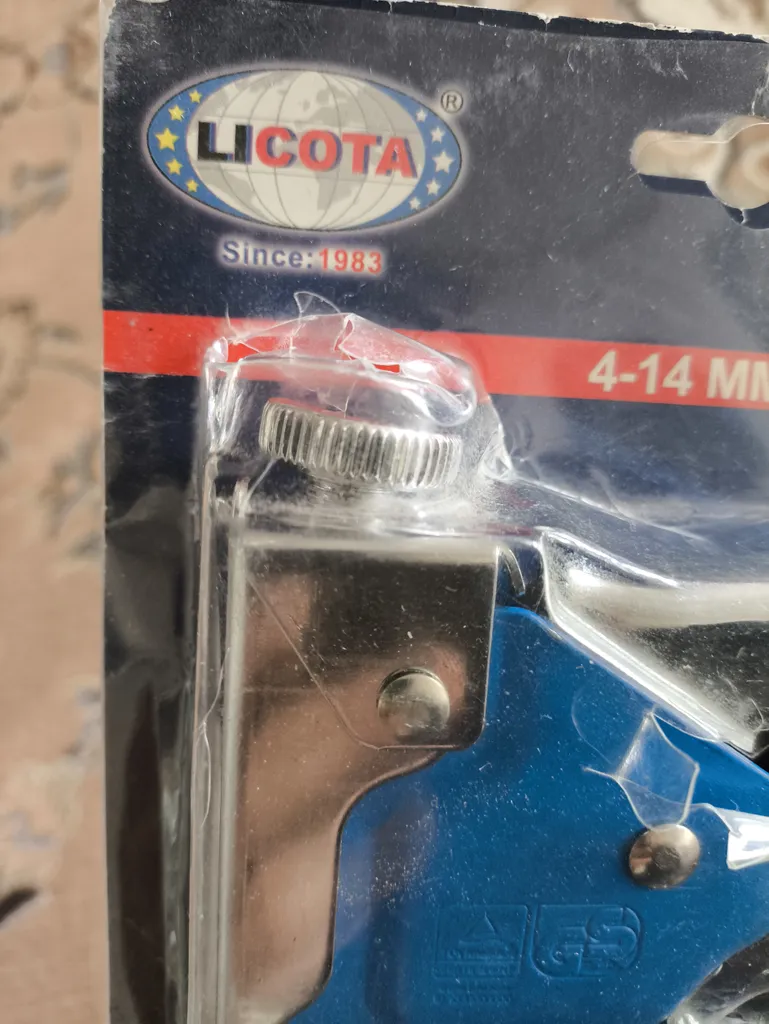 LICOTA ®
Since: 1983
4-14 MM
GS